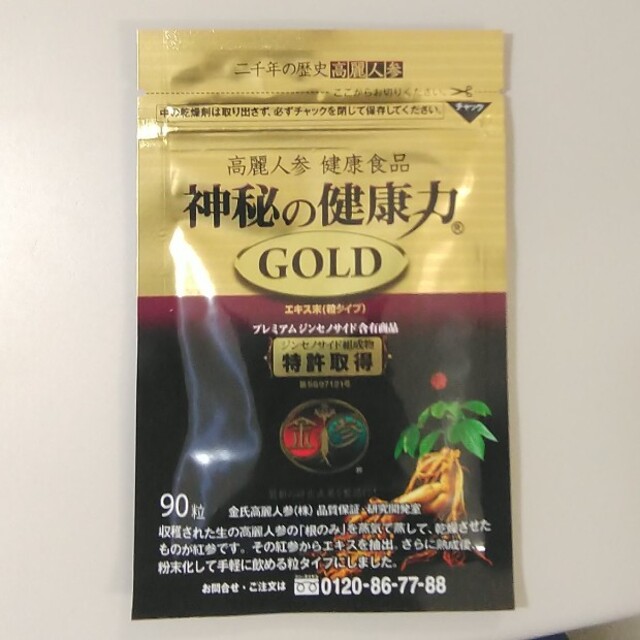 二千年の歴史 高麗人参
ここからお切りください。
チャック
中の乾燥剤は取り出さず、必ずチャックを閉じて保存してください。
高麗人参 健康食品
神秘の健康力®
GOLD
エキス末(粒タイプ)
プレミアムジンセノサイド含有商品
ジンセノサイド組成物
特許取得
金参
90粒
金氏高麗人参(株) 品質保証・研究開発室
収穫された生の高麗人参の「根のみ」を蒸気で蒸して、乾燥させた
ものが紅参です。その紅参からエキスを抽出。さらに熟成後、
粉末化して手軽に飲める粒タイプにしました。
お問合せ・ご注文は 0120-86-77-88